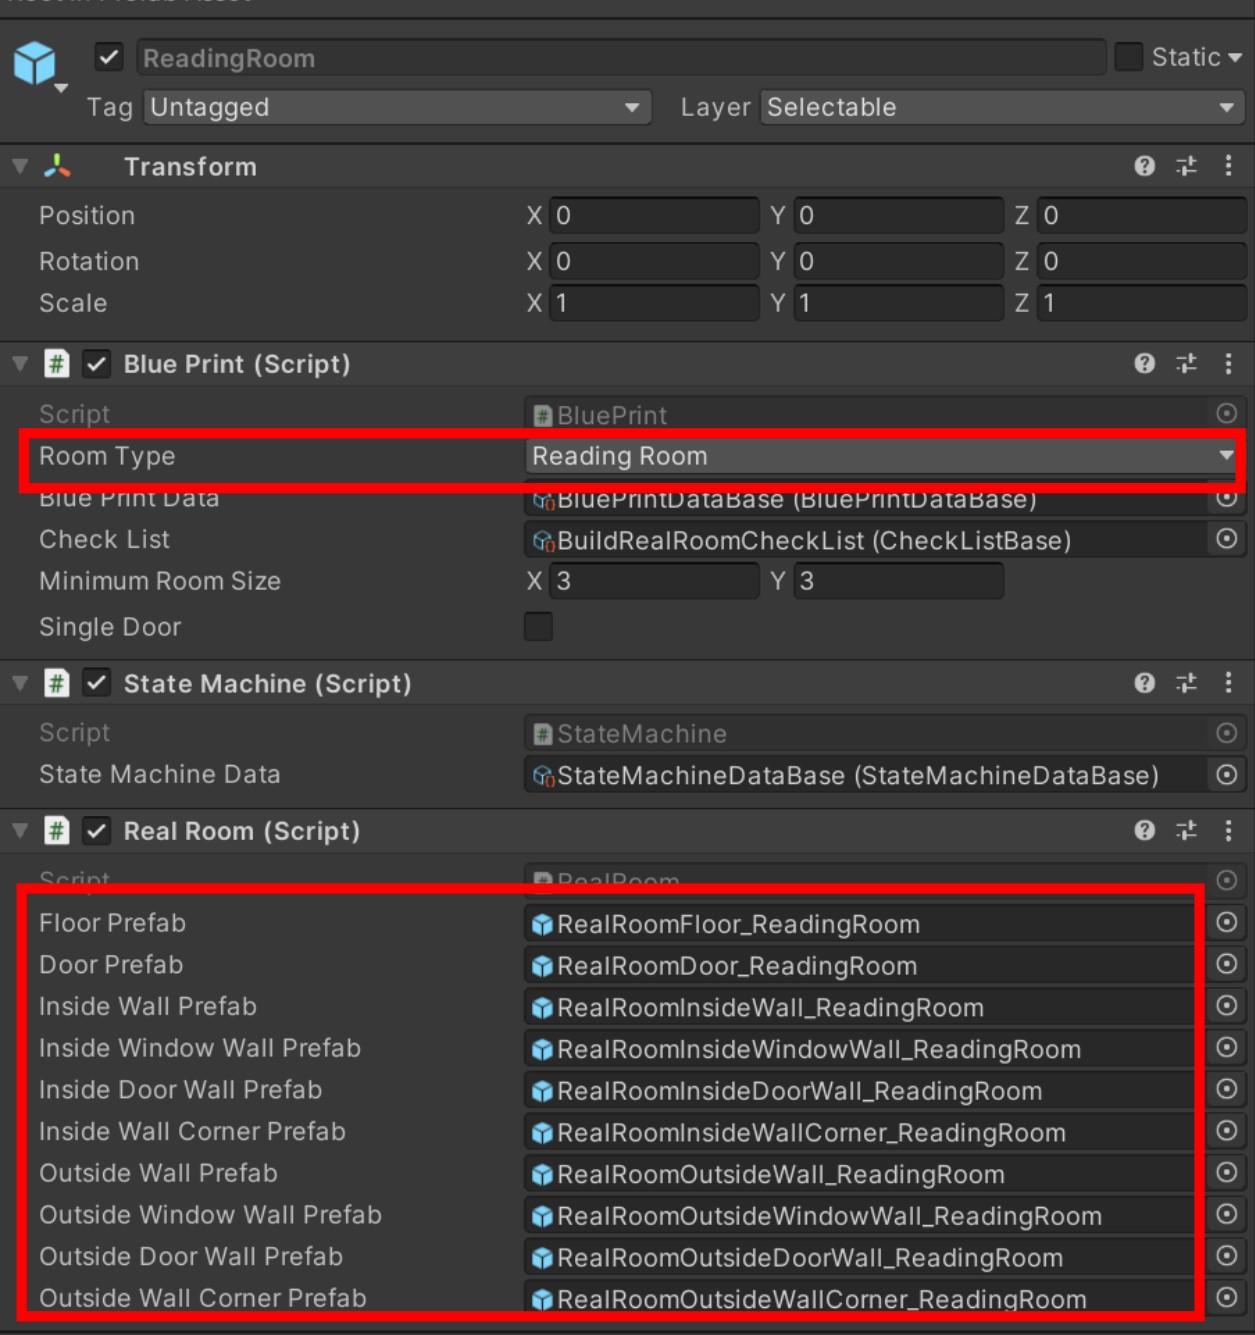 Root in Prefab Asset
ReadingRoom Static
Tag Untagged Layer Selectable
Transform
Position X 0 Y 0 Z 0
Rotation X 0 Y 0 Z 0
Scale X 1 Y 1 Z 1
# Blue Print (Script)
Script # BluePrint
Room Type Reading Room
Blue Print Data BluePrintDataBase (BluePrintDataBase)
Check List BuildRealRoomCheckList (CheckListBase)
Minimum Room Size X 3 Y 3
Single Door
# State Machine (Script)
Script # StateMachine
State Machine Data StateMachineDataBase (StateMachineDataBase)
# Real Room (Script)
Script # RealRoom
Floor Prefab RealRoomFloor_ReadingRoom
Door Prefab RealRoomDoor_ReadingRoom
Inside Wall Prefab RealRoomInsideWall_ReadingRoom
Inside Window Wall Prefab RealRoomInsideWindowWall_ReadingRoom
Inside Door Wall Prefab RealRoomInsideDoorWall_ReadingRoom
Inside Wall Corner Prefab RealRoomInsideWallCorner_ReadingRoom
Outside Wall Prefab RealRoomOutsideWall_ReadingRoom
Outside Window Wall Prefab RealRoomOutsideWindowWall_ReadingRoom
Outside Door Wall Prefab RealRoomOutsideDoorWall_ReadingRoom
Outside Wall Corner Prefab RealRoomOutsideWallCorner_ReadingRoom